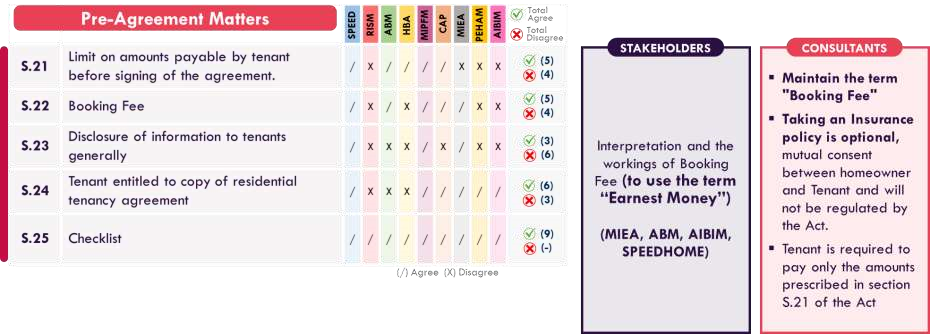 Pre-Agreement Matters
SPEED
RISM
ABM
HBA
MIPFM
CAP
MIEA
PEHAM
AIBIM
Total
Agree
Total
Disagree
S.21
Limit on amounts payable by tenant
before signing of the agreement.
/ X / / / / X X X
(5)
(4)
S.22
Booking Fee
/ X / X / / / X X
(5)
(4)
S.23
Disclosure of information to tenants
generally
/ X X X / X / X X
(3)
(6)
S.24
Tenant entitled to copy of residential
tenancy agreement
/ X X X / / / / /
(6)
(3)
S.25
Checklist
/ / / / / / / / /
(9)
(-)
(/) Agree (X) Disagree
STAKEHOLDERS
Interpretation and the
workings of Booking
Fee (to use the term
“Earnest Money”)
(MIEA, ABM, AIBIM,
SPEEDHOME)
CONSULTANTS
▪ Maintain the term
"Booking Fee"
▪ Taking an Insurance
policy is optional,
mutual consent
between homeowner
and Tenant and will
not be regulated by
the Act.
▪ Tenant is required to
pay only the amounts
prescribed in section
S.21 of the Act